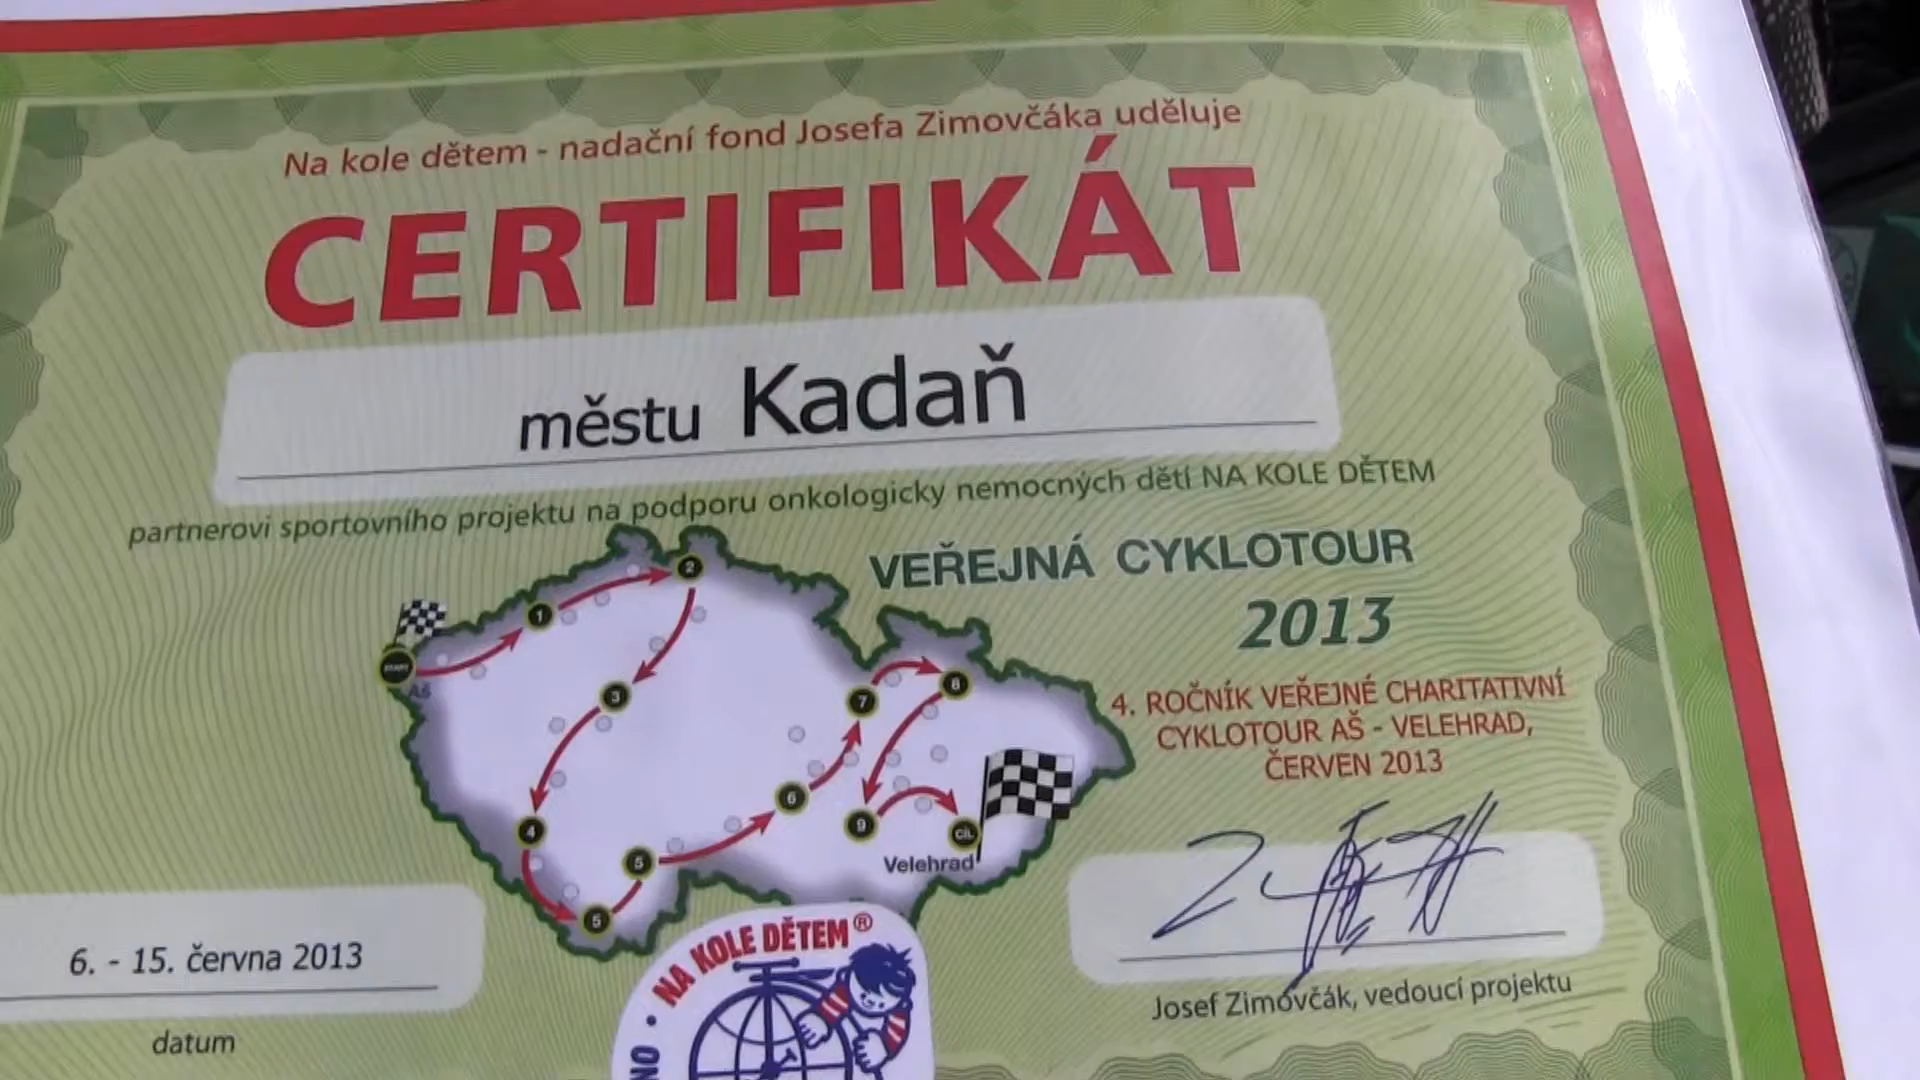 Na kole dětem - nadační fond Josefa Zimovčáka uděluje
CERTIFIKÁT
městu Kadaň
partnerovi sportovního projektu na podporu onkologicky nemocných dětí NA KOLE DĚTEM
VEŘEJNÁ CYKLOTOUR
2013
4. ROČNÍK VEŘEJNÉ CHARITATIVNÍ
CYKLOTOUR AŠ - VELEHRAD,
ČERVEN 2013
START
Aš
1
2
3
4
5
5
6
7
8
9
CÍL
Velehrad
6. - 15. června 2013
datum
NA KOLE DĚTEM®
NO
Josef Zimovčák, vedoucí projektu